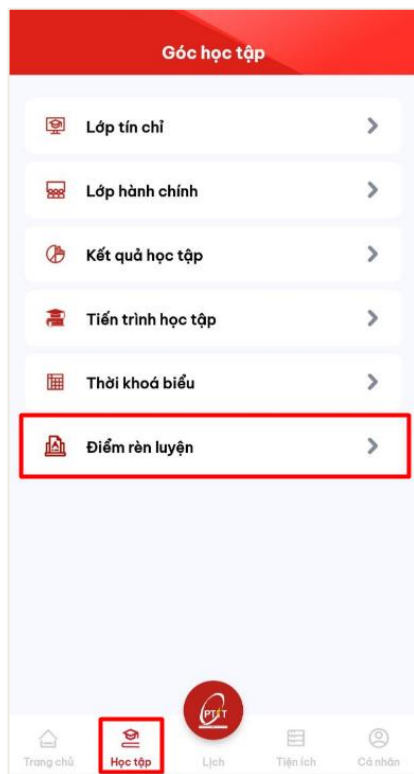 Góc học tập
Lớp tín chỉ
Lớp hành chính
Kết quả học tập
Tiến trình học tập
Thời khoá biểu
Điểm rèn luyện
PTIT
Trang chủ
Học tập
Lịch
Tiện ích
Cá nhân